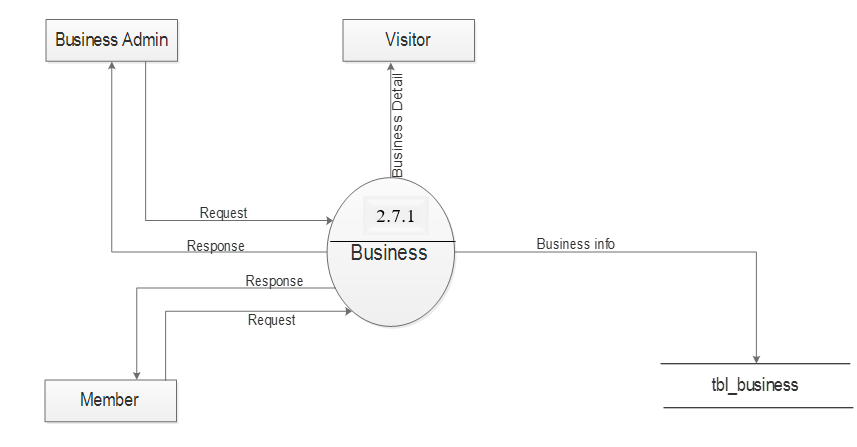 Business Admin
Visitor
Business Detail
Request
2.7.1
Response
Business
Business info
Response
Request
tbl_business
Member